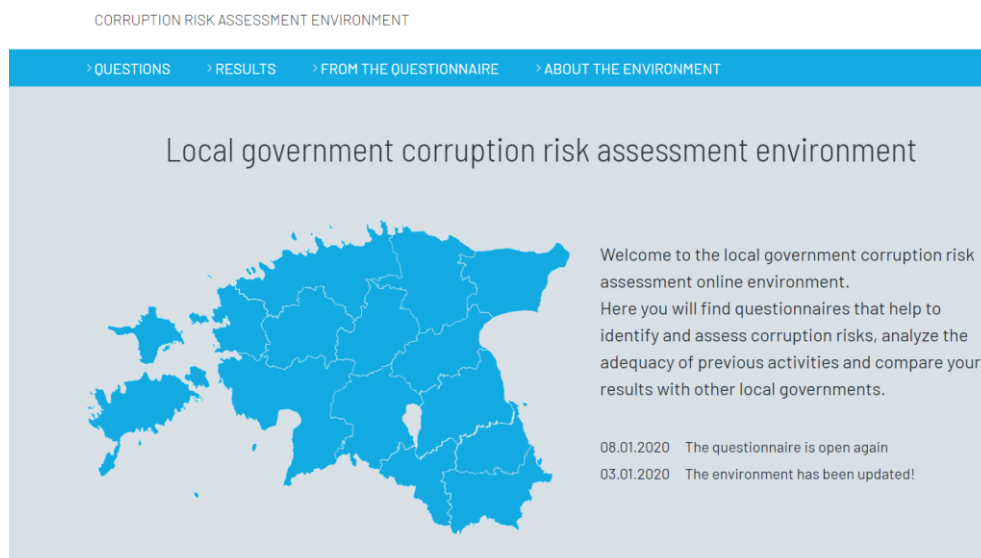 CORRUPTION RISK ASSESSMENT ENVIRONMENT
> QUESTIONS > RESULTS > FROM THE QUESTIONNAIRE > ABOUT THE ENVIRONMENT
Local government corruption risk assessment environment
Welcome to the local government corruption risk
assessment online environment.
Here you will find questionnaires that help to
identify and assess corruption risks, analyze the
adequacy of previous activities and compare your
results with other local governments.
08.01.2020 The questionnaire is open again
03.01.2020 The environment has been updated!